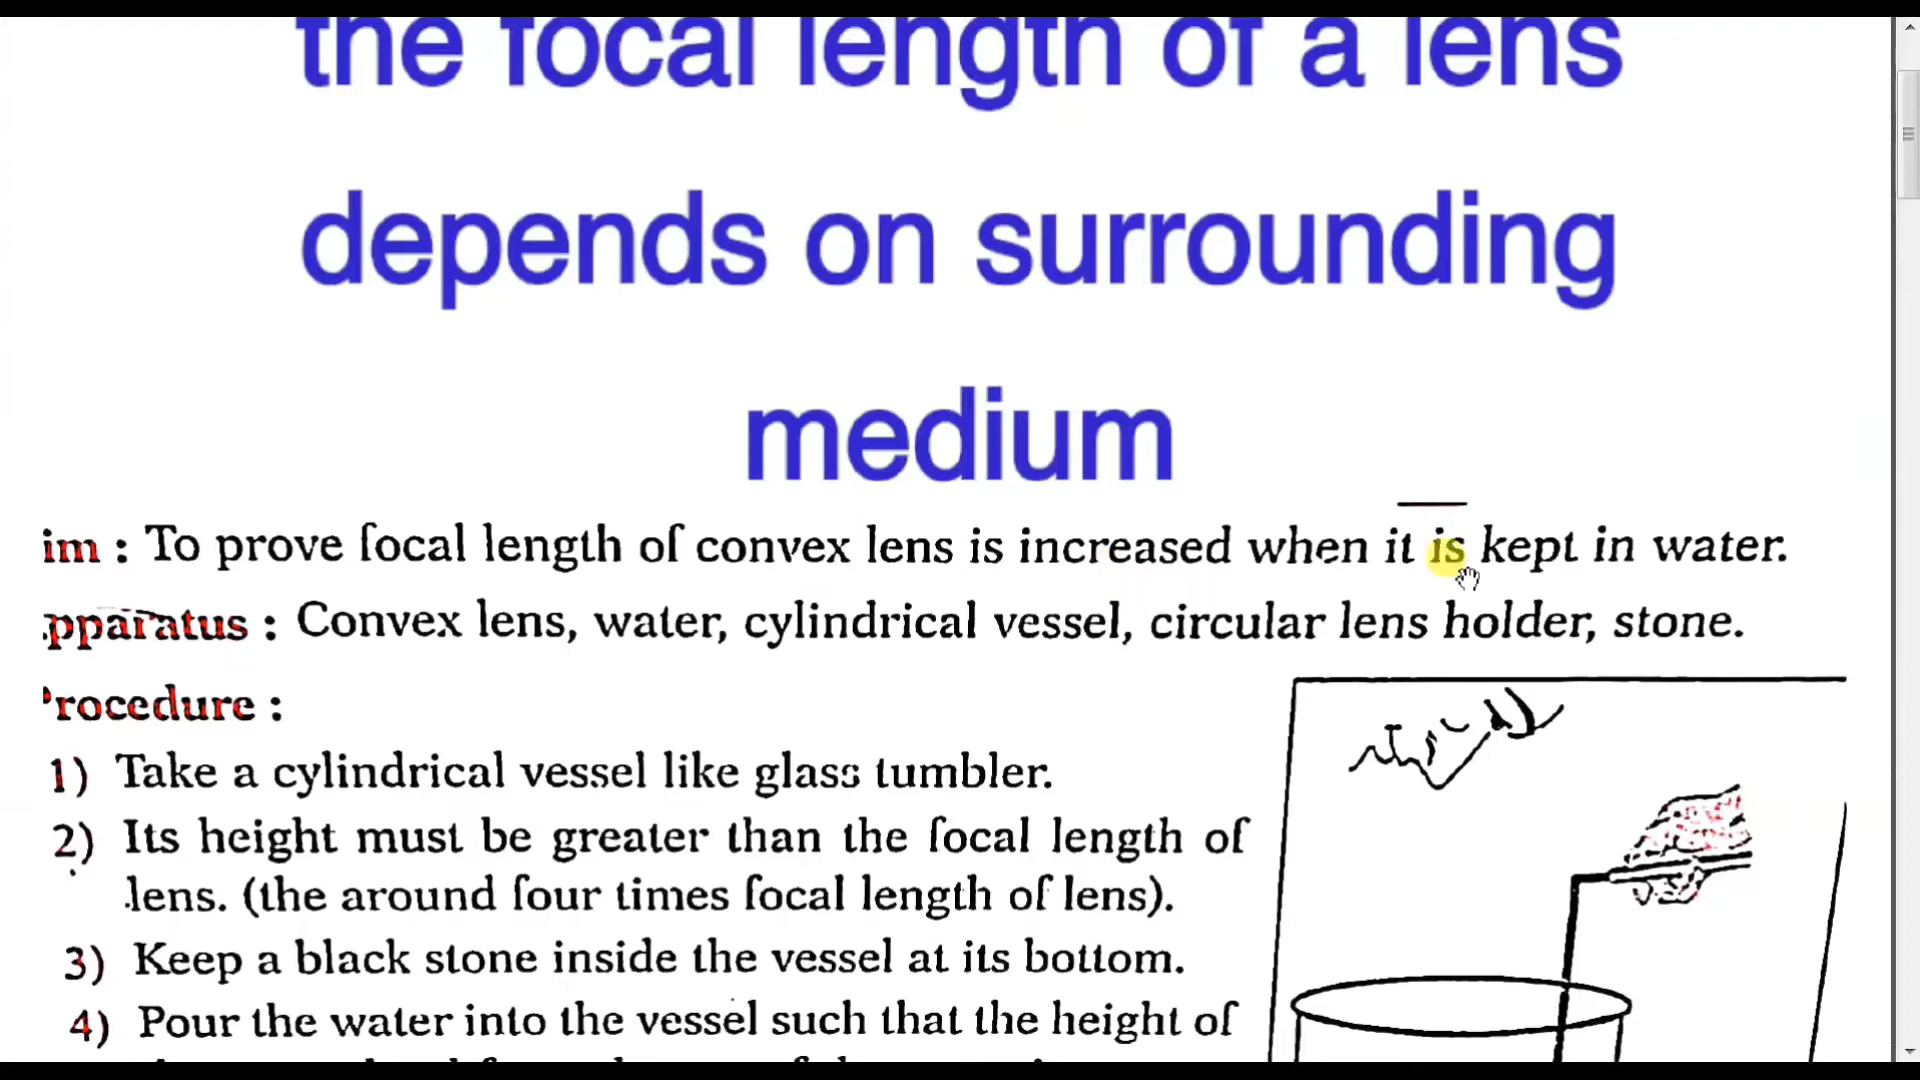 the focal length of a lens
depends on surrounding
medium
im : To prove focal length of convex lens is increased when it is kept in water.
pparatus : Convex lens, water, cylindrical vessel, circular lens holder, stone.
rocedure :
1) Take a cylindrical vessel like glass tumbler.
2) Its height must be greater than the focal length of
lens. (the around four times focal length of lens).
3) Keep a black stone inside the vessel at its bottom.
4) Pour the water into the vessel such that the height of